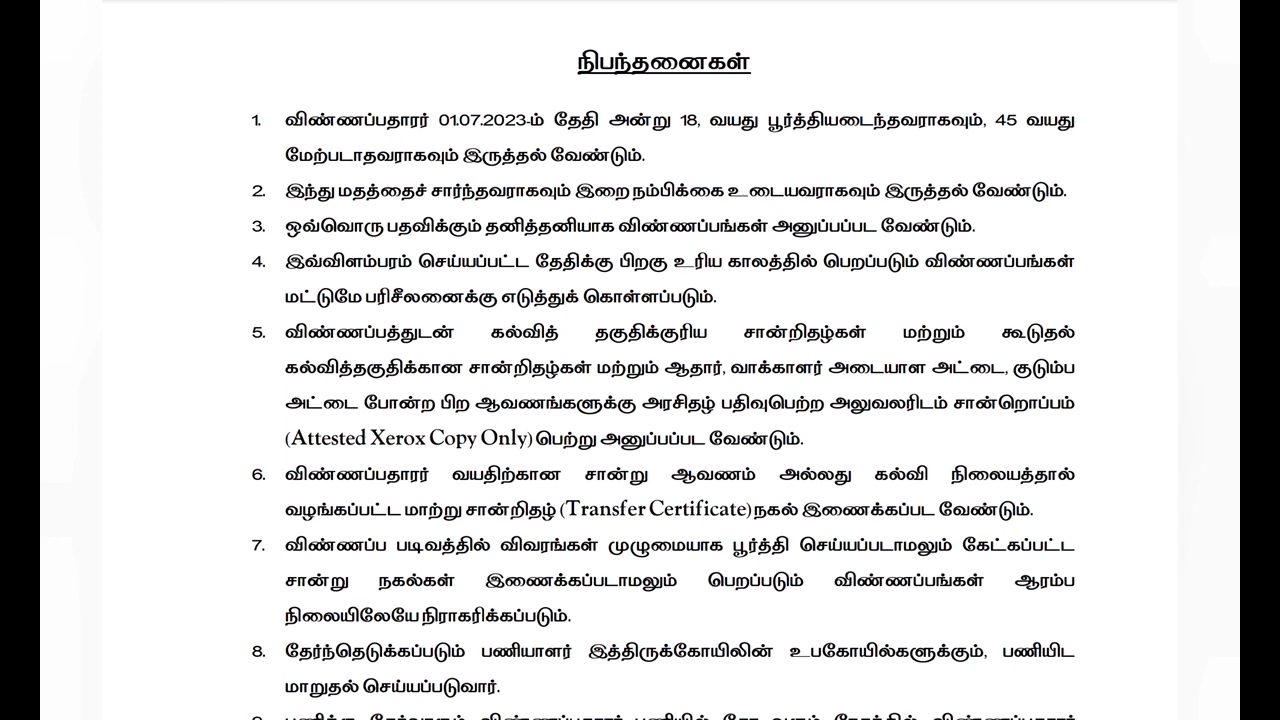 நிபந்தனைகள்
1. விண்ணப்பதாரர் 01.07.2023-ம் தேதி அன்று 18, வயது பூர்த்தியடைந்தவராகவும், 45 வயது
மேற்படாதவராகவும் இருத்தல் வேண்டும்.
2. இந்து மதத்தைச் சார்ந்தவராகவும் இறை நம்பிக்கை உடையவராகவும் இருத்தல் வேண்டும்.
3. ஒவ்வொரு பதவிக்கும் தனித்தனியாக விண்ணப்பங்கள் அனுப்பப்பட வேண்டும்.
4. இவ்விளம்பரம் செய்யப்பட்ட தேதிக்கு பிறகு உரிய காலத்தில் பெறப்படும் விண்ணப்பங்கள்
மட்டுமே பரிசீலனைக்கு எடுத்துக் கொள்ளப்படும்.
5. விண்ணப்பத்துடன் கல்வித் தகுதிக்குரிய சான்றிதழ்கள் மற்றும் கூடுதல்
கல்வித்தகுதிக்கான சான்றிதழ்கள் மற்றும் ஆதார், வாக்காளர் அடையாள அட்டை, குடும்ப
அட்டை போன்ற பிற ஆவணங்களுக்கு அரசிதழ் பதிவுபெற்ற அலுவலரிடம் சான்றொப்பம்
(Attested Xerox Copy Only) பெற்று அனுப்பப்பட வேண்டும்.
6. விண்ணப்பதாரர் வயதிற்கான சான்று ஆவணம் அல்லது கல்வி நிலையத்தால்
வழங்கப்பட்ட மாற்று சான்றிதழ் (Transfer Certificate) நகல் இணைக்கப்பட வேண்டும்.
7. விண்ணப்ப படிவத்தில் விவரங்கள் முழுமையாக பூர்த்தி செய்யப்படாமலும் கேட்கப்பட்ட
சான்று நகல்கள் இணைக்கப்படாமலும் பெறப்படும் விண்ணப்பங்கள் ஆரம்ப
நிலையிலேயே நிராகரிக்கப்படும்.
8. தேர்ந்தெடுக்கப்படும் பணியாளர் இத்திருக்கோயிலின் உபகோயில்களுக்கும், பணியிட
மாறுதல் செய்யப்படுவார்.